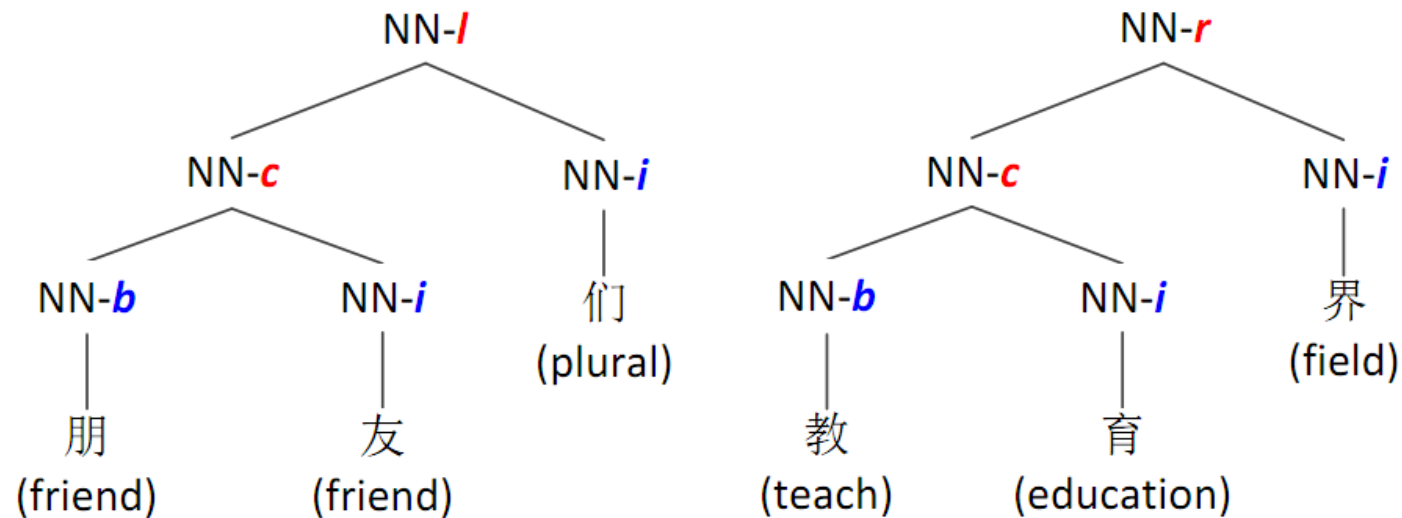 NN-l NN-r
NN-c NN-i NN-c NN-i
NN-b NN-i 们 NN-b NN-i 界
(plural) (field)
朋 友 教 育
(friend) (friend) (teach) (education)